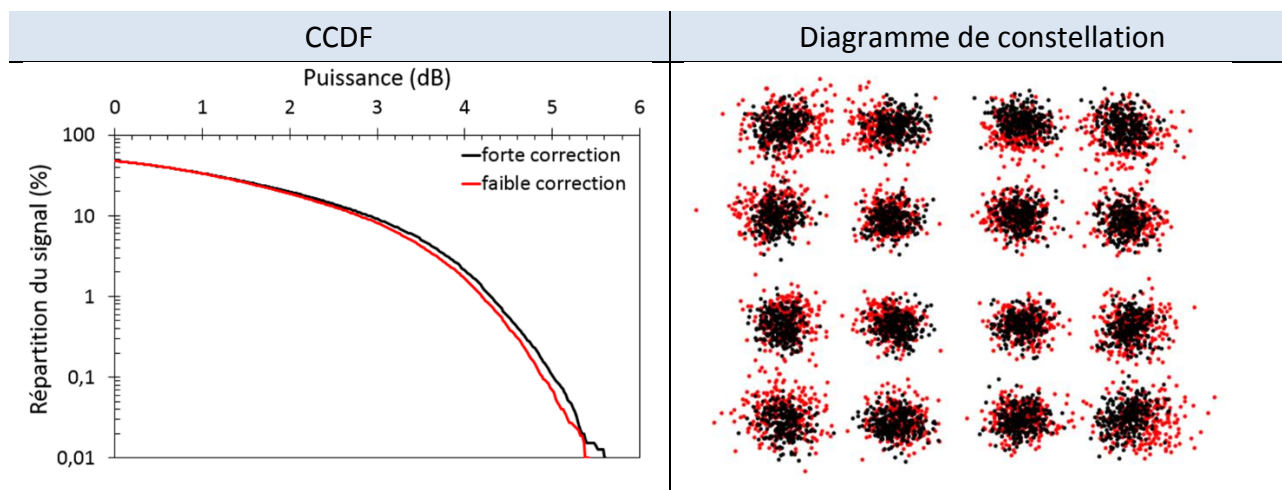 CCDF
Diagramme de constellation
Puissance (dB)
0 1 2 3 4 5 6
100
10
1
0,1
0,01
Répartition du signal (%)
forte correction
faible correction